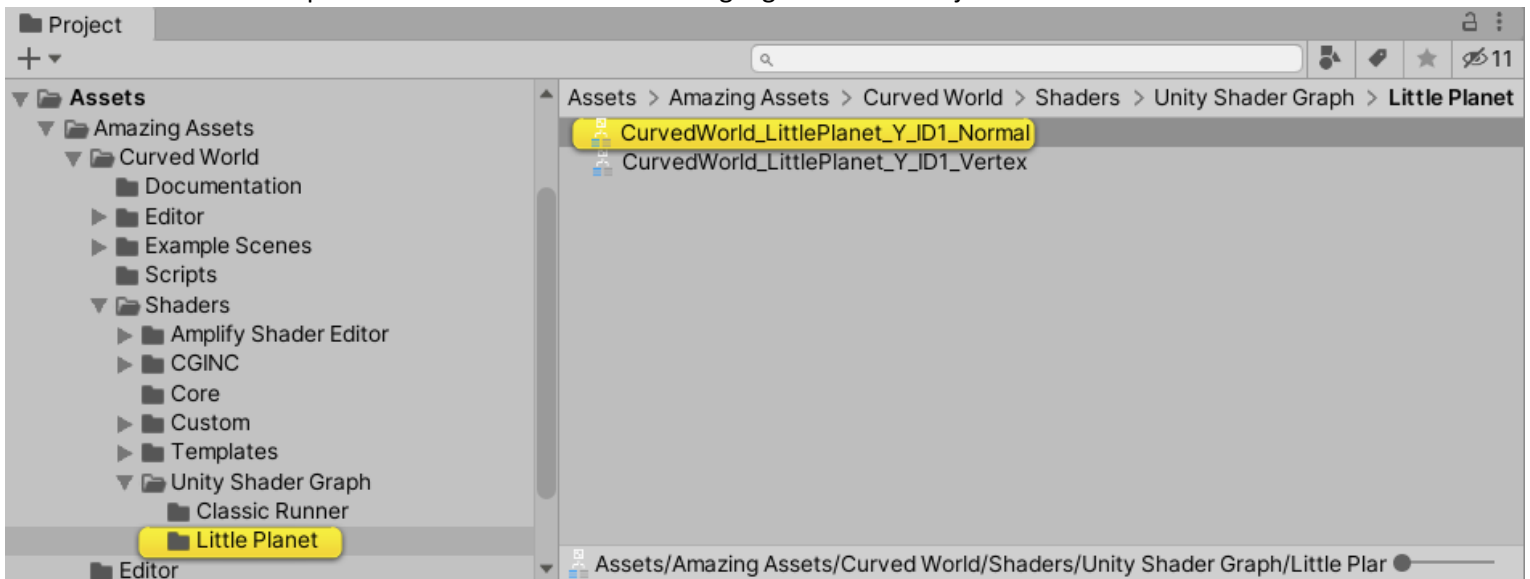 Project
11
Assets
Amazing Assets
Curved World
Documentation
Editor
Example Scenes
Scripts
Shaders
Amplify Shader Editor
CGINC
Core
Custom
Templates
Unity Shader Graph
Classic Runner
Little Planet
Editor
Assets > Amazing Assets > Curved World > Shaders > Unity Shader Graph > Little Planet
CurvedWorld_LittlePlanet_Y_ID1_Normal
CurvedWorld_LittlePlanet_Y_ID1_Vertex
Assets/Amazing Assets/Curved World/Shaders/Unity Shader Graph/Little Plar